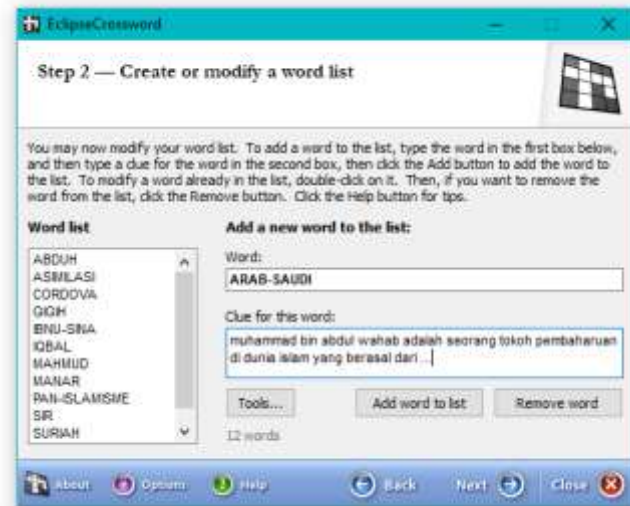 EclipseCrossword
Step 2 — Create or modify a word list
You may now modify your word list. To add a word to the list, type the word in the first box below,
and then type a clue for the word in the second box, then click the Add button to add the word to
the list. To modify a word already in the list, double-click on it. Then, if you want to remove the
word from the list, click the Remove button. Click the Help button for tips.
Word list
ABDUH
ASIMILASI
CORDOVA
GIGIH
IBNU-SINA
IQBAL
MAHMUD
MANAR
PAN-ISLAMISME
SIR
SURIAH
Add a new word to the list:
Word:
ARAB-SAUDI
Clue for this word:
muhammad bin abdul wahab adalah seorang tokoh pembaharuan
di dunia islam yang berasal dari ...
Tools...
Add word to list
Remove word
12 words
About
Options
Help
Back
Next
Close